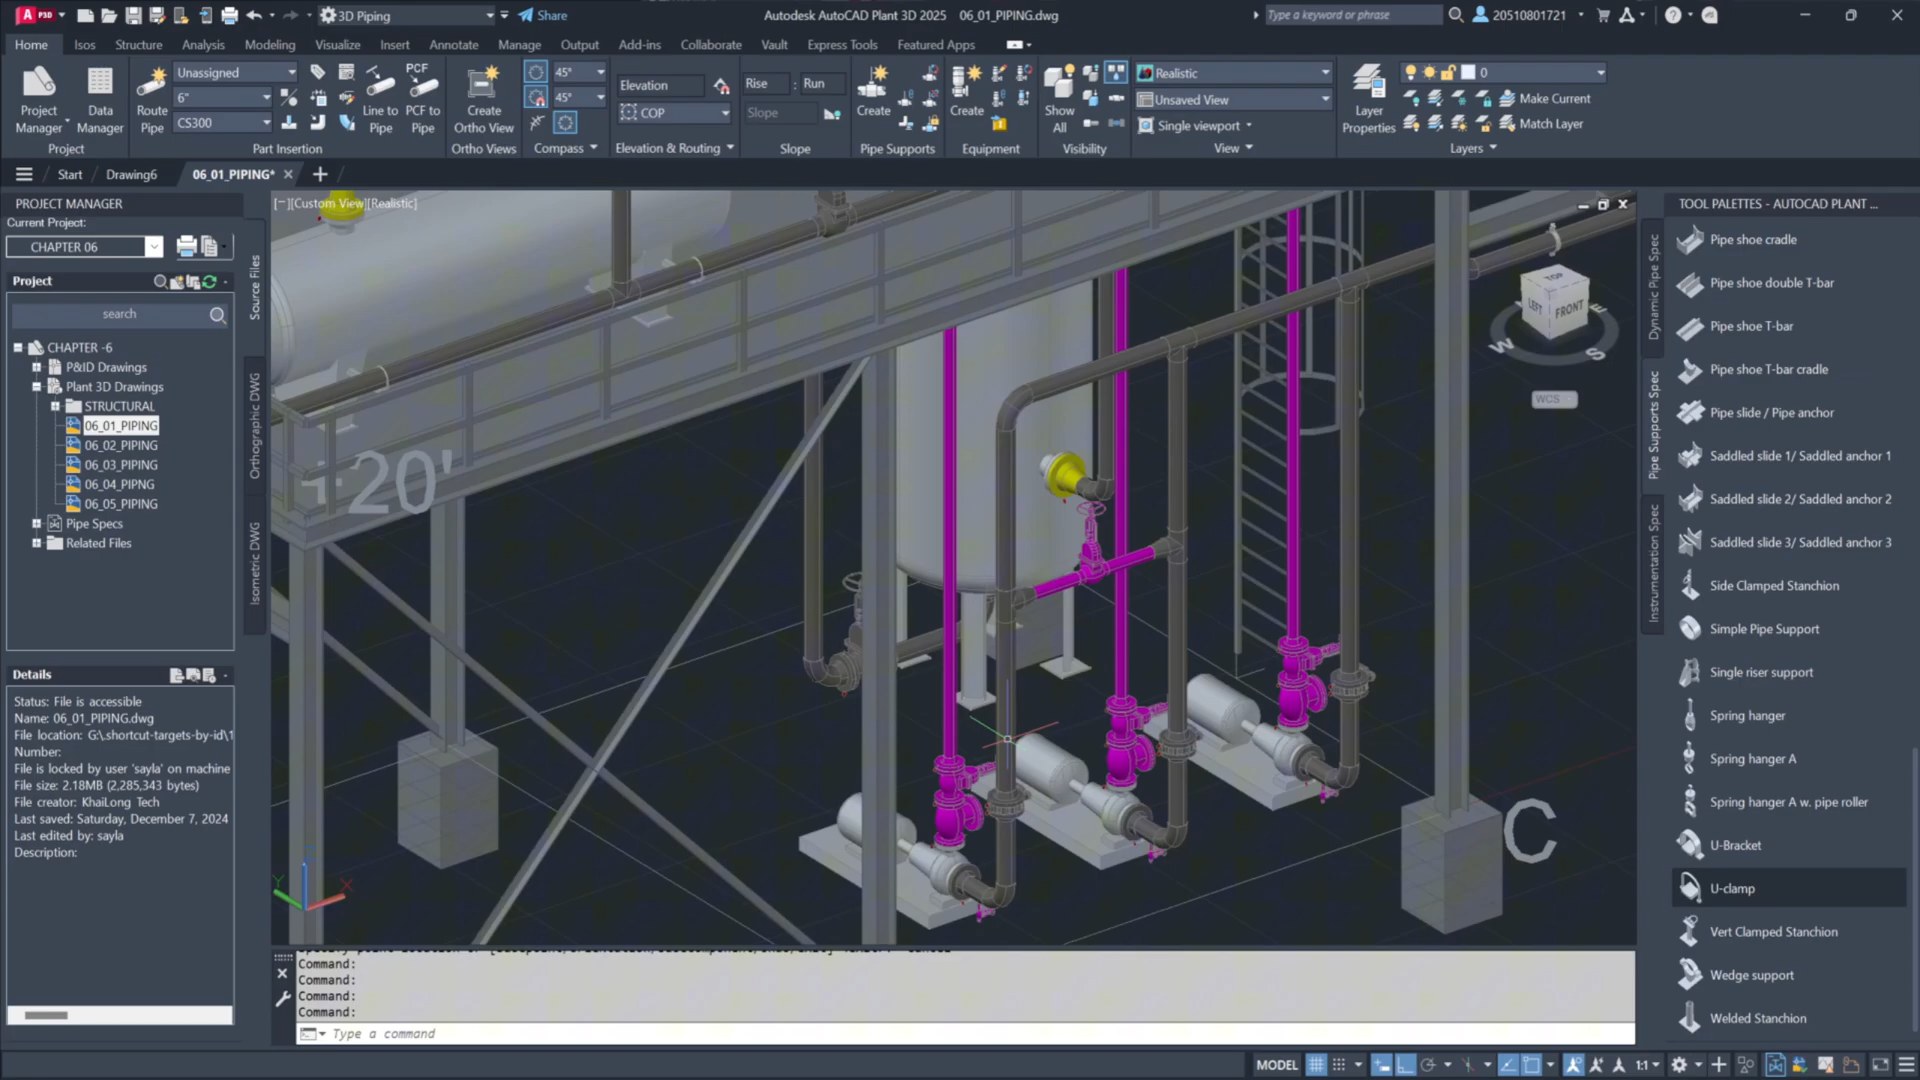 A P3D
3D Piping
Share
Autodesk AutoCAD Plant 3D 2025 06_01_PIPING.dwg
Type a keyword or phrase
20510801721
Home Isos Structure Analysis Modeling Visualize Insert Annotate Manage Output Add-ins Collaborate Vault Express Tools Featured Apps
Project Manager
Data Manager
Project
Route Pipe
Unassigned
6"
CS300
Line to Pipe
PCF
PCF to Pipe
Part Insertion
Create Ortho View
Ortho Views
45°
45°
Compass
Elevation
COP
Elevation & Routing
Rise : Run
Slope
Slope
Create
Pipe Supports
Create
Equipment
Show All
Visibility
Realistic
Unsaved View
Single viewport
View
Layer Properties
0
Make Current
Match Layer
Layers
Start
Drawing6
06_01_PIPING*
PROJECT MANAGER
Current Project:
CHAPTER 06
Project
search
CHAPTER -6
P&ID Drawings
Plant 3D Drawings
STRUCTURAL
06_01_PIPING
06_02_PIPING
06_03_PIPING
06_04_PIPNG
06_05_PIPING
Pipe Specs
Related Files
Source Files
Orthographic DWG
Isometric DWG
Details
Status: File is accessible
Name: 06_01_PIPING.dwg
File location: G:\.shortcut-targets-by-id\1
Number:
File is locked by user 'sayla' on machine
File size: 2.18MB (2,285,343 bytes)
File creator: KhaiLong Tech
Last saved: Saturday, December 7, 2024
Last edited by: sayla
Description:
[−][Custom View][Realistic]
+20'
C
TOP
LEFT
FRONT
W
S
E
WCS
Y
X
Command:
Command:
Command:
Command:
Type a command
TOOL PALETTES - AUTOCAD PLANT ...
Dynamic Pipe Spec
Pipe Supports Spec
Instrumentation Spec
Pipe shoe cradle
Pipe shoe double T-bar
Pipe shoe T-bar
Pipe shoe T-bar cradle
Pipe slide / Pipe anchor
Saddled slide 1/ Saddled anchor 1
Saddled slide 2/ Saddled anchor 2
Saddled slide 3/ Saddled anchor 3
Side Clamped Stanchion
Simple Pipe Support
Single riser support
Spring hanger
Spring hanger A
Spring hanger A w. pipe roller
U-Bracket
U-clamp
Vert Clamped Stanchion
Wedge support
Welded Stanchion
MODEL
1:1